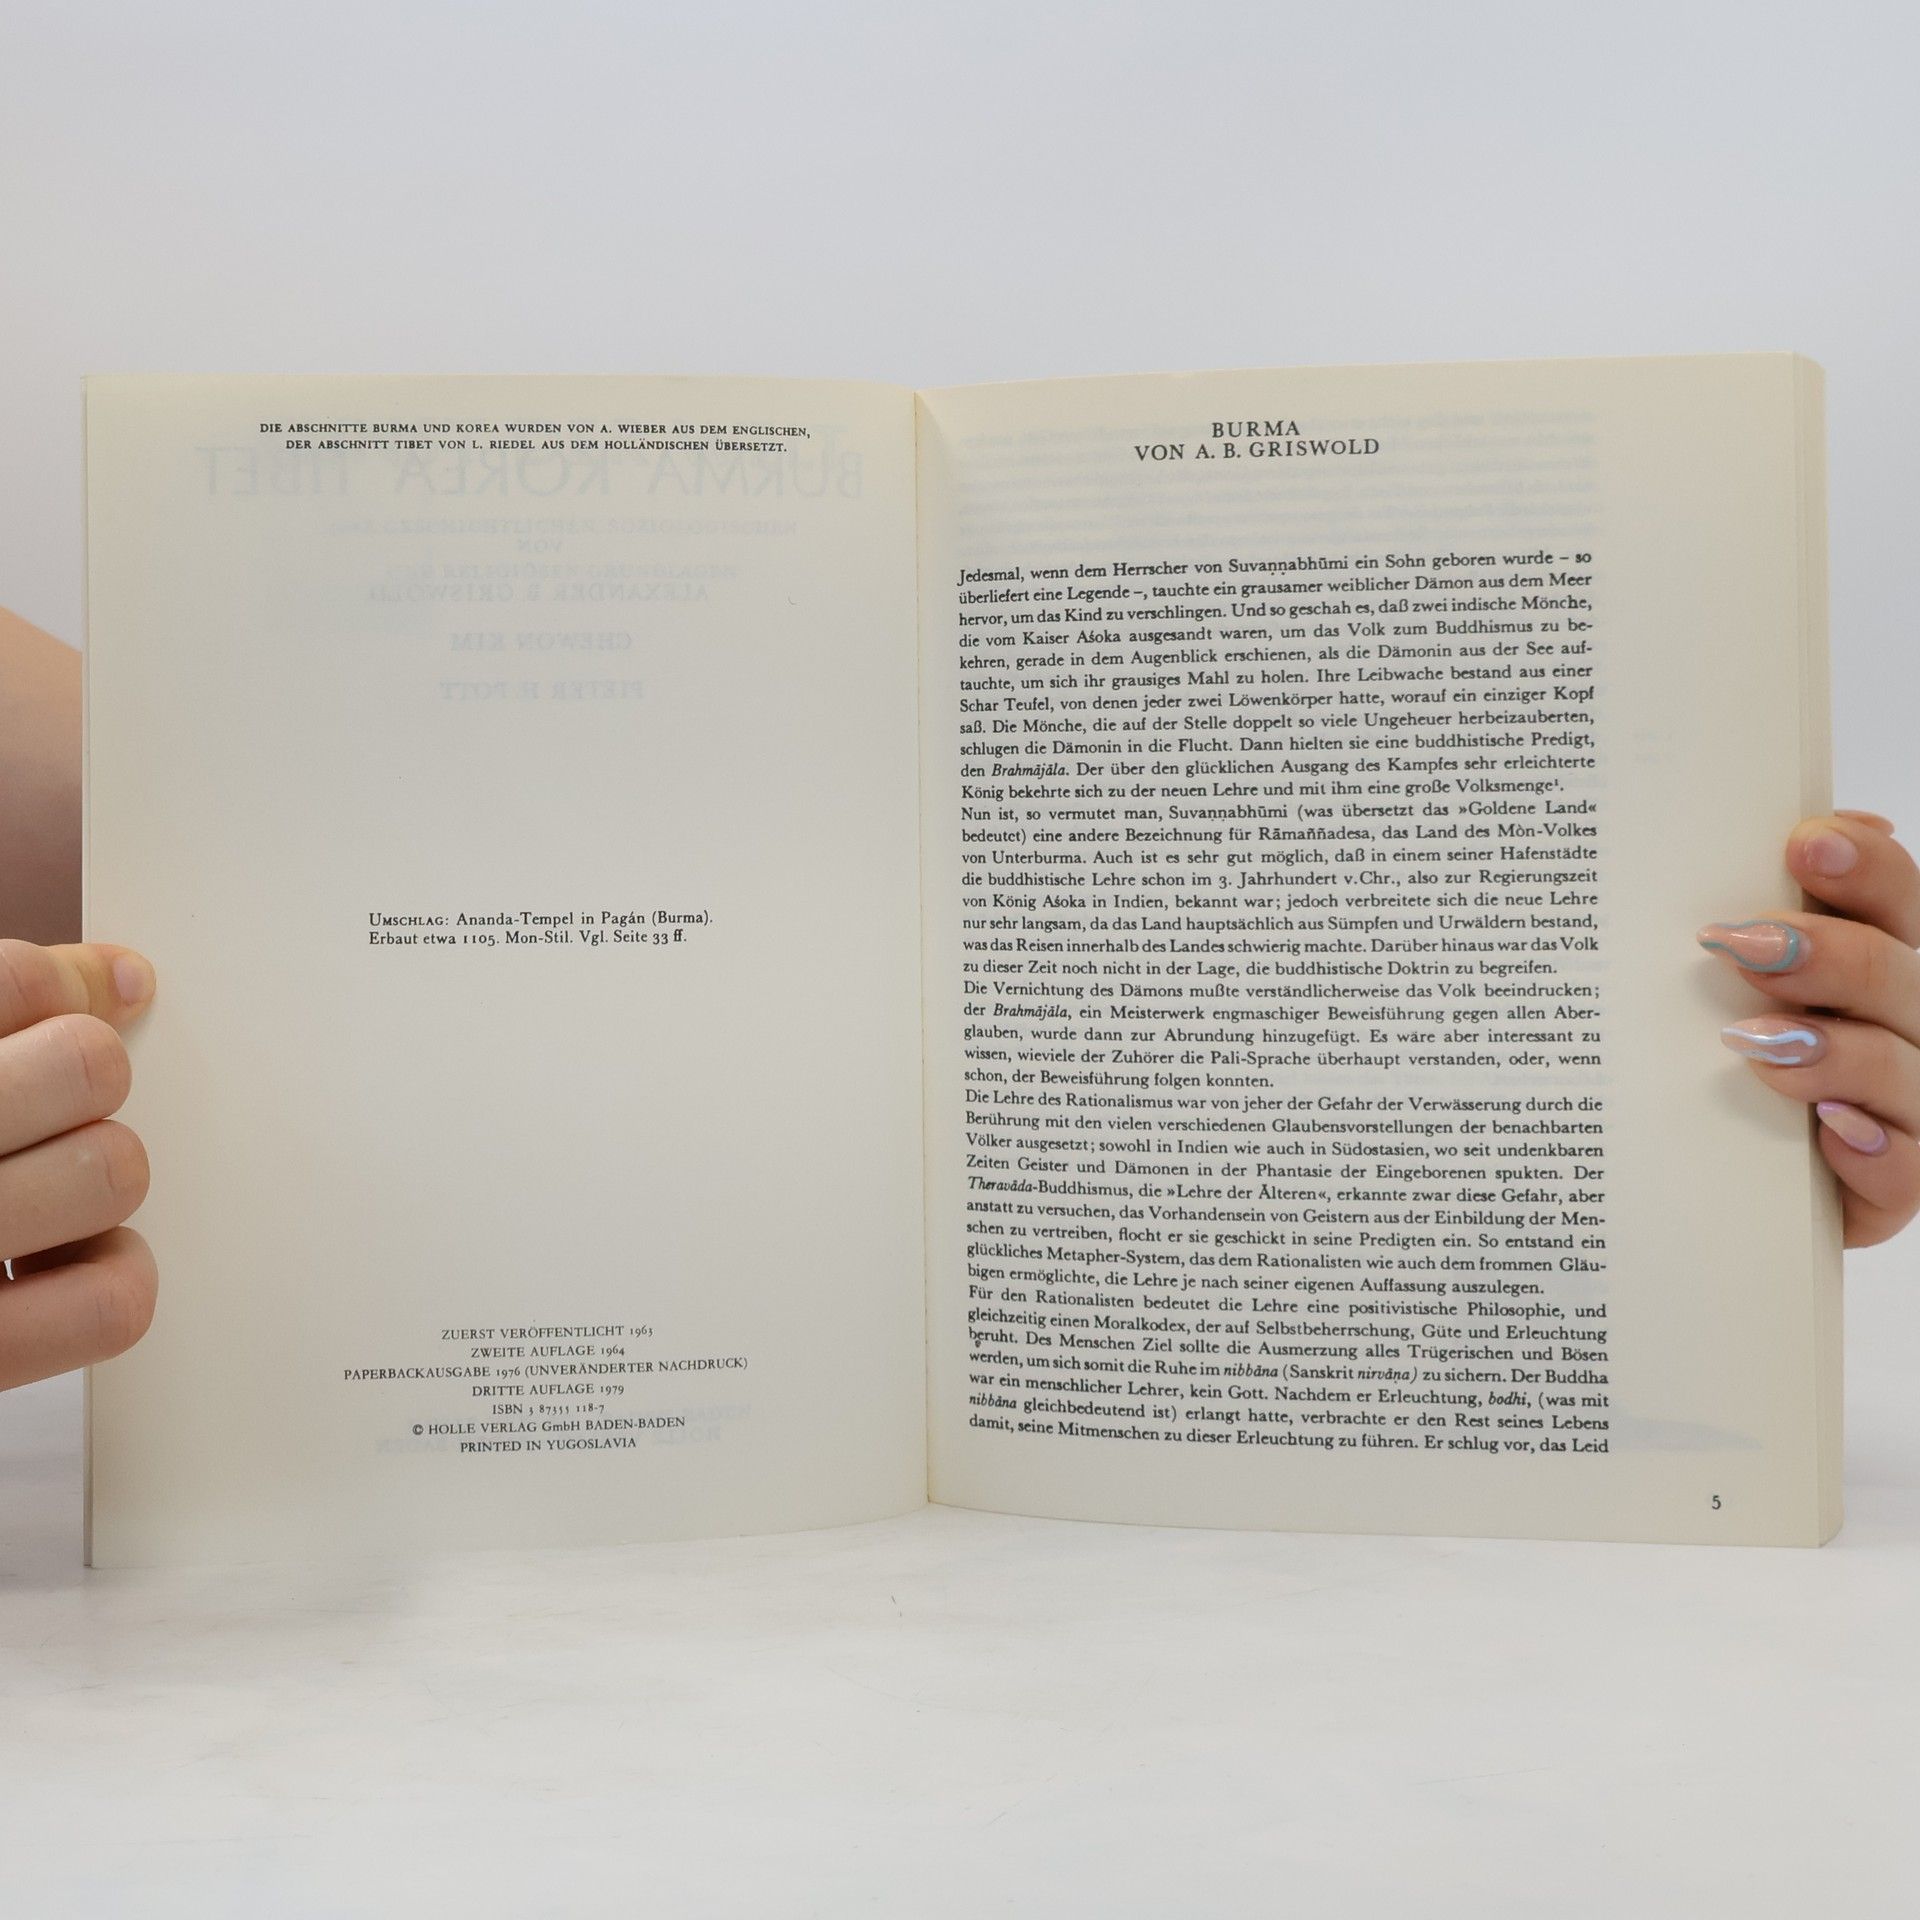 DIE ABSCHNITTE BURMA UND KOREA WURDEN VON A. WIEBER AUS DEM ENGLISCHEN,
DER ABSCHNITT TIBET VON L. RIEDEL AUS DEM HOLLÄNDISCHEN ÜBERSETZT.
UMSCHLAG: Ananda-Tempel in Pagán (Burma).
Erbaut etwa 1105. Mon-Stil. Vgl. Seite 33 ff.
ZUERST VERÖFFENTLICHT 1963
ZWEITE AUFLAGE 1964
PAPERBACKAUSGABE 1976 (UNVERÄNDERTER NACHDRUCK)
DRITTE AUFLAGE 1979
ISBN 3 87355 118-7
© HOLLE VERLAG GmbH BADEN-BADEN
PRINTED IN YUGOSLAVIA
BURMA
VON A. B. GRISWOLD
Jedesmal, wenn dem Herrscher von Suvaṇṇabhūmi ein Sohn geboren wurde – so
überliefert eine Legende –, tauchte ein grausamer weiblicher Dämon aus dem Meer
hervor, um das Kind zu verschlingen. Und so geschah es, daß zwei indische Mönche,
die vom Kaiser Aśoka ausgesandt waren, um das Volk zum Buddhismus zu be-
kehren, gerade in dem Augenblick erschienen, als die Dämonin aus der See auf-
tauchte, um sich ihr grausiges Mahl zu holen. Ihre Leibwache bestand aus einer
Schar Teufel, von denen jeder zwei Löwenkörper hatte, worauf ein einziger Kopf
saß. Die Mönche, die auf der Stelle doppelt so viele Ungeheuer herbeizauberten,
schlugen die Dämonin in die Flucht. Dann hielten sie eine buddhistische Predigt,
den Brahmājāla. Der über den glücklichen Ausgang des Kampfes sehr erleichterte
König bekehrte sich zu der neuen Lehre und mit ihm eine große Volksmenge¹.
Nun ist, so vermutet man, Suvaṇṇabhūmi (was übersetzt das »Goldene Land«
bedeutet) eine andere Bezeichnung für Rāmaññadesa, das Land des Mòn-Volkes
von Unterburma. Auch ist es sehr gut möglich, daß in einem seiner Hafenstädte
die buddhistische Lehre schon im 3. Jahrhundert v.Chr., also zur Regierungszeit
von König Aśoka in Indien, bekannt war; jedoch verbreitete sich die neue Lehre
nur sehr langsam, da das Land hauptsächlich aus Sümpfen und Urwäldern bestand,
was das Reisen innerhalb des Landes schwierig machte. Darüber hinaus war das Volk
zu dieser Zeit noch nicht in der Lage, die buddhistische Doktrin zu begreifen.
Die Vernichtung des Dämons mußte verständlicherweise das Volk beeindrucken;
der Brahmājāla, ein Meisterwerk engmaschiger Beweisführung gegen allen Aber-
glauben, wurde dann zur Abrundung hinzugefügt. Es wäre aber interessant zu
wissen, wieviele der Zuhörer die Pali-Sprache überhaupt verstanden, oder, wenn
schon, der Beweisführung folgen konnten.
Die Lehre des Rationalismus war von jeher der Gefahr der Verwässerung durch die
Berührung mit den vielen verschiedenen Glaubensvorstellungen der benachbarten
Völker ausgesetzt; sowohl in Indien wie auch in Südostasien, wo seit undenkbaren
Zeiten Geister und Dämonen in der Phantasie der Eingeborenen spukten. Der
Theravāda-Buddhismus, die »Lehre der Älteren«, erkannte zwar diese Gefahr, aber
anstatt zu versuchen, das Vorhandensein von Geistern aus der Einbildung der Men-
schen zu vertreiben, flocht er sie geschickt in seine Predigten ein. So entstand ein
glückliches Metapher-System, das dem Rationalisten wie auch dem frommen Gläu-
bigen ermöglichte, die Lehre je nach seiner eigenen Auffassung auszulegen.
Für den Rationalisten bedeutet die Lehre eine positivistische Philosophie, und
gleichzeitig einen Moralkodex, der auf Selbstbeherrschung, Güte und Erleuchtung
beruht. Des Menschen Ziel sollte die Ausmerzung alles Trügerischen und Bösen
werden, um sich somit die Ruhe im nibbāna (Sanskrit nirvāṇa) zu sichern. Der Buddha
war ein menschlicher Lehrer, kein Gott. Nachdem er Erleuchtung, bodhi, (was mit
nibbāna gleichbedeutend ist) erlangt hatte, verbrachte er den Rest seines Lebens
damit, seine Mitmenschen zu dieser Erleuchtung zu führen. Er schlug vor, das Leid
5